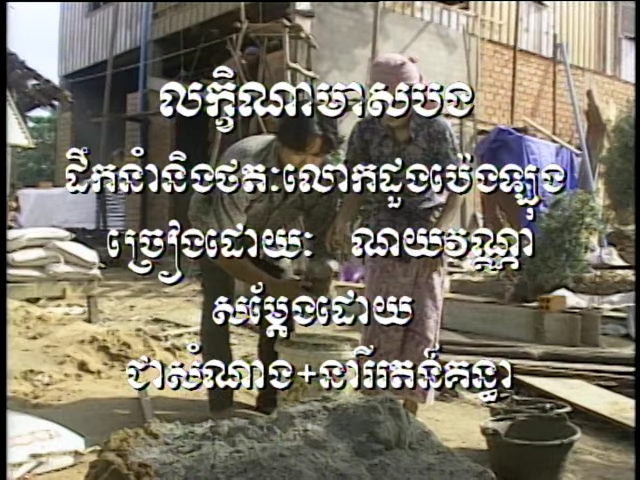 លក្ខិណាមាសបង
ដឹកនាំនិងថត:លោកដួងប៉េងឡុង
ច្រៀងដោយ: ណយវណ្ណា
សម្ដែងដោយ
ជាសំណាង+នារីរតន៍គន្ធា